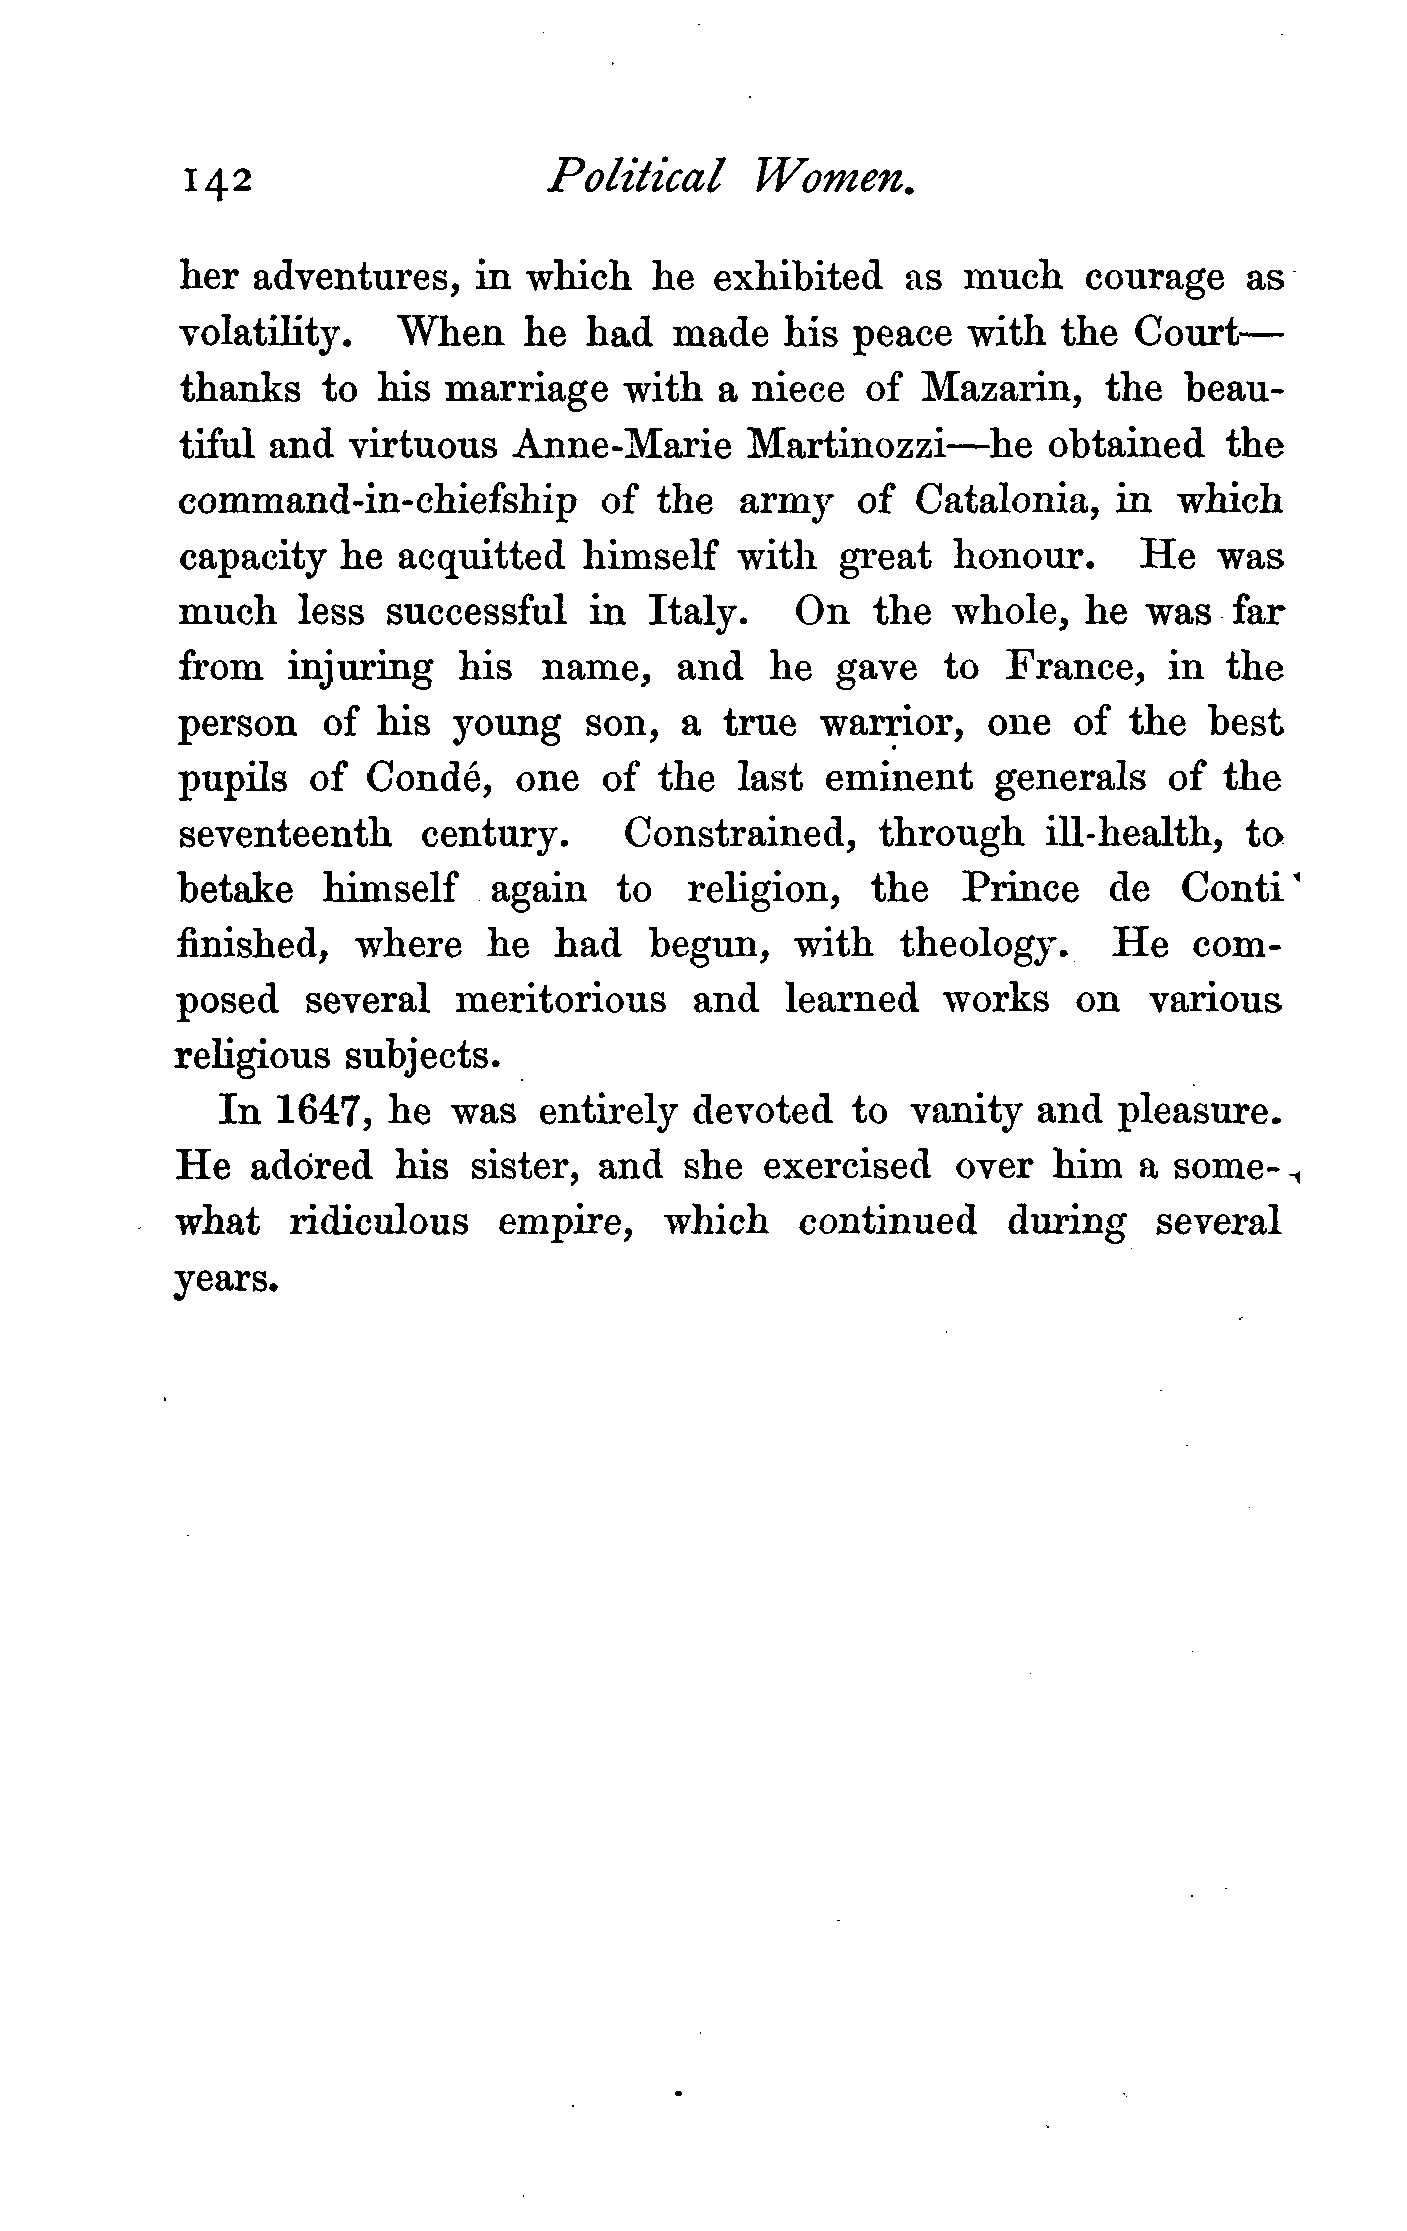 142 Political Women.
her adventures, in which he exhibited as much courage as
volatility. When he had made his peace with the Court—
thanks to his marriage with a niece of Mazarin, the beau-
tiful and virtuous Anne-Marie Martinozzi—he obtained the
command-in-chiefship of the army of Catalonia, in which
capacity he acquitted himself with great honour. He was
much less successful in Italy. On the whole, he was far
from injuring his name, and he gave to France, in the
person of his young son, a true warrior, one of the best
pupils of Condé, one of the last eminent generals of the
seventeenth century. Constrained, through ill-health, to
betake himself again to religion, the Prince de Conti
finished, where he had begun, with theology. He com-
posed several meritorious and learned works on various
religious subjects.
In 1647, he was entirely devoted to vanity and pleasure.
He adored his sister, and she exercised over him a some-
what ridiculous empire, which continued during several
years.